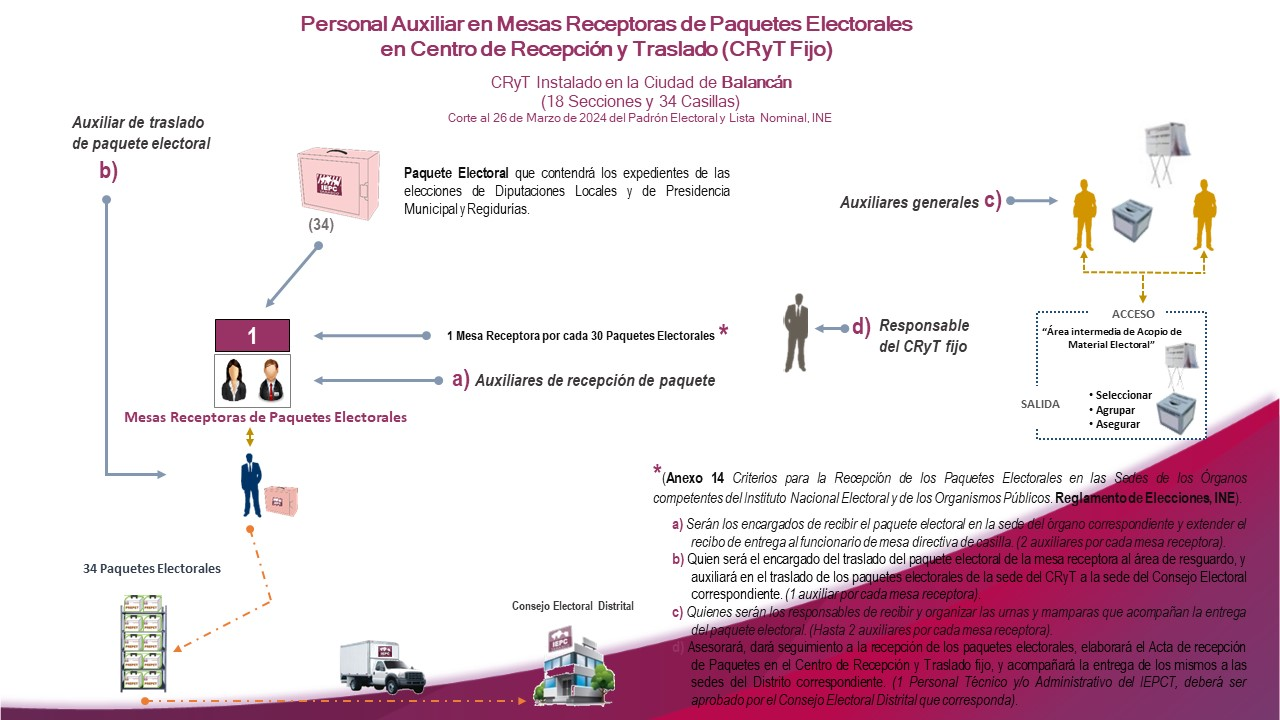 Personal Auxiliar en Mesas Receptoras de Paquetes Electorales
en Centro de Recepción y Traslado (CRyT Fijo)
CRyT Instalado en la Ciudad de Balancán
(18 Secciones y 34 Casillas)
Corte al 26 de Marzo de 2024 del Padrón Electoral y Lista Nominal, INE
Auxiliar de traslado
de paquete electoral
b)
IEPC
(34)
Paquete Electoral que contendrá los expedientes de las
elecciones de Diputaciones Locales y de Presidencia
Municipal y Regidurias.
Auxiliares generales c)
1
1 Mesa Receptora por cada 30 Paquetes Electorales *
a) Auxiliares de recepción de paquete
Mesas Receptoras de Paquetes Electorales
d) Responsable
del CRyT fijo
ACCESO
“Área intermedia de Acopio de
Material Electoral”
SALIDA
• Seleccionar
• Agrupar
• Asegurar
34 Paquetes Electorales
Consejo Electoral Distrital
IEPC
*(Anexo 14 Criterios para la Recepción de los Paquetes Electorales en las Sedes de los Órganos
competentes del Instituto Nacional Electoral y de los Organismos Públicos. Reglamento de Elecciones, INE).
a) Serán los encargados de recibir el paquete electoral en la sede del órgano correspondiente y extender el
recibo de entrega al funcionario de mesa directiva de casilla. (2 auxiliares por cada mesa receptora).
b) Quien será el encargado del traslado del paquete electoral de la mesa receptora al área de resguardo, y
auxiliará en el traslado de los paquetes electorales de la sede del CRyT a la sede del Consejo Electoral
correspondiente. (1 auxiliar por cada mesa receptora).
c) Quienes serán los responsables de recibir y organizar las urnas y mamparas que acompañan la entrega
del paquete electoral. (Hasta 2 auxiliares por cada mesa receptora).
d) Asesorará, dará seguimiento a la recepción de los paquetes electorales, elaborará el Acta de recepción
de Paquetes en el Centro de Recepción y Traslado fijo, y acompañará la entrega de los mismos a las
sedes del Distrito correspondiente. (1 Personal Técnico y/o Administrativo del IEPCT, deberá ser
aprobado por el Consejo Electoral Distrital que corresponda).